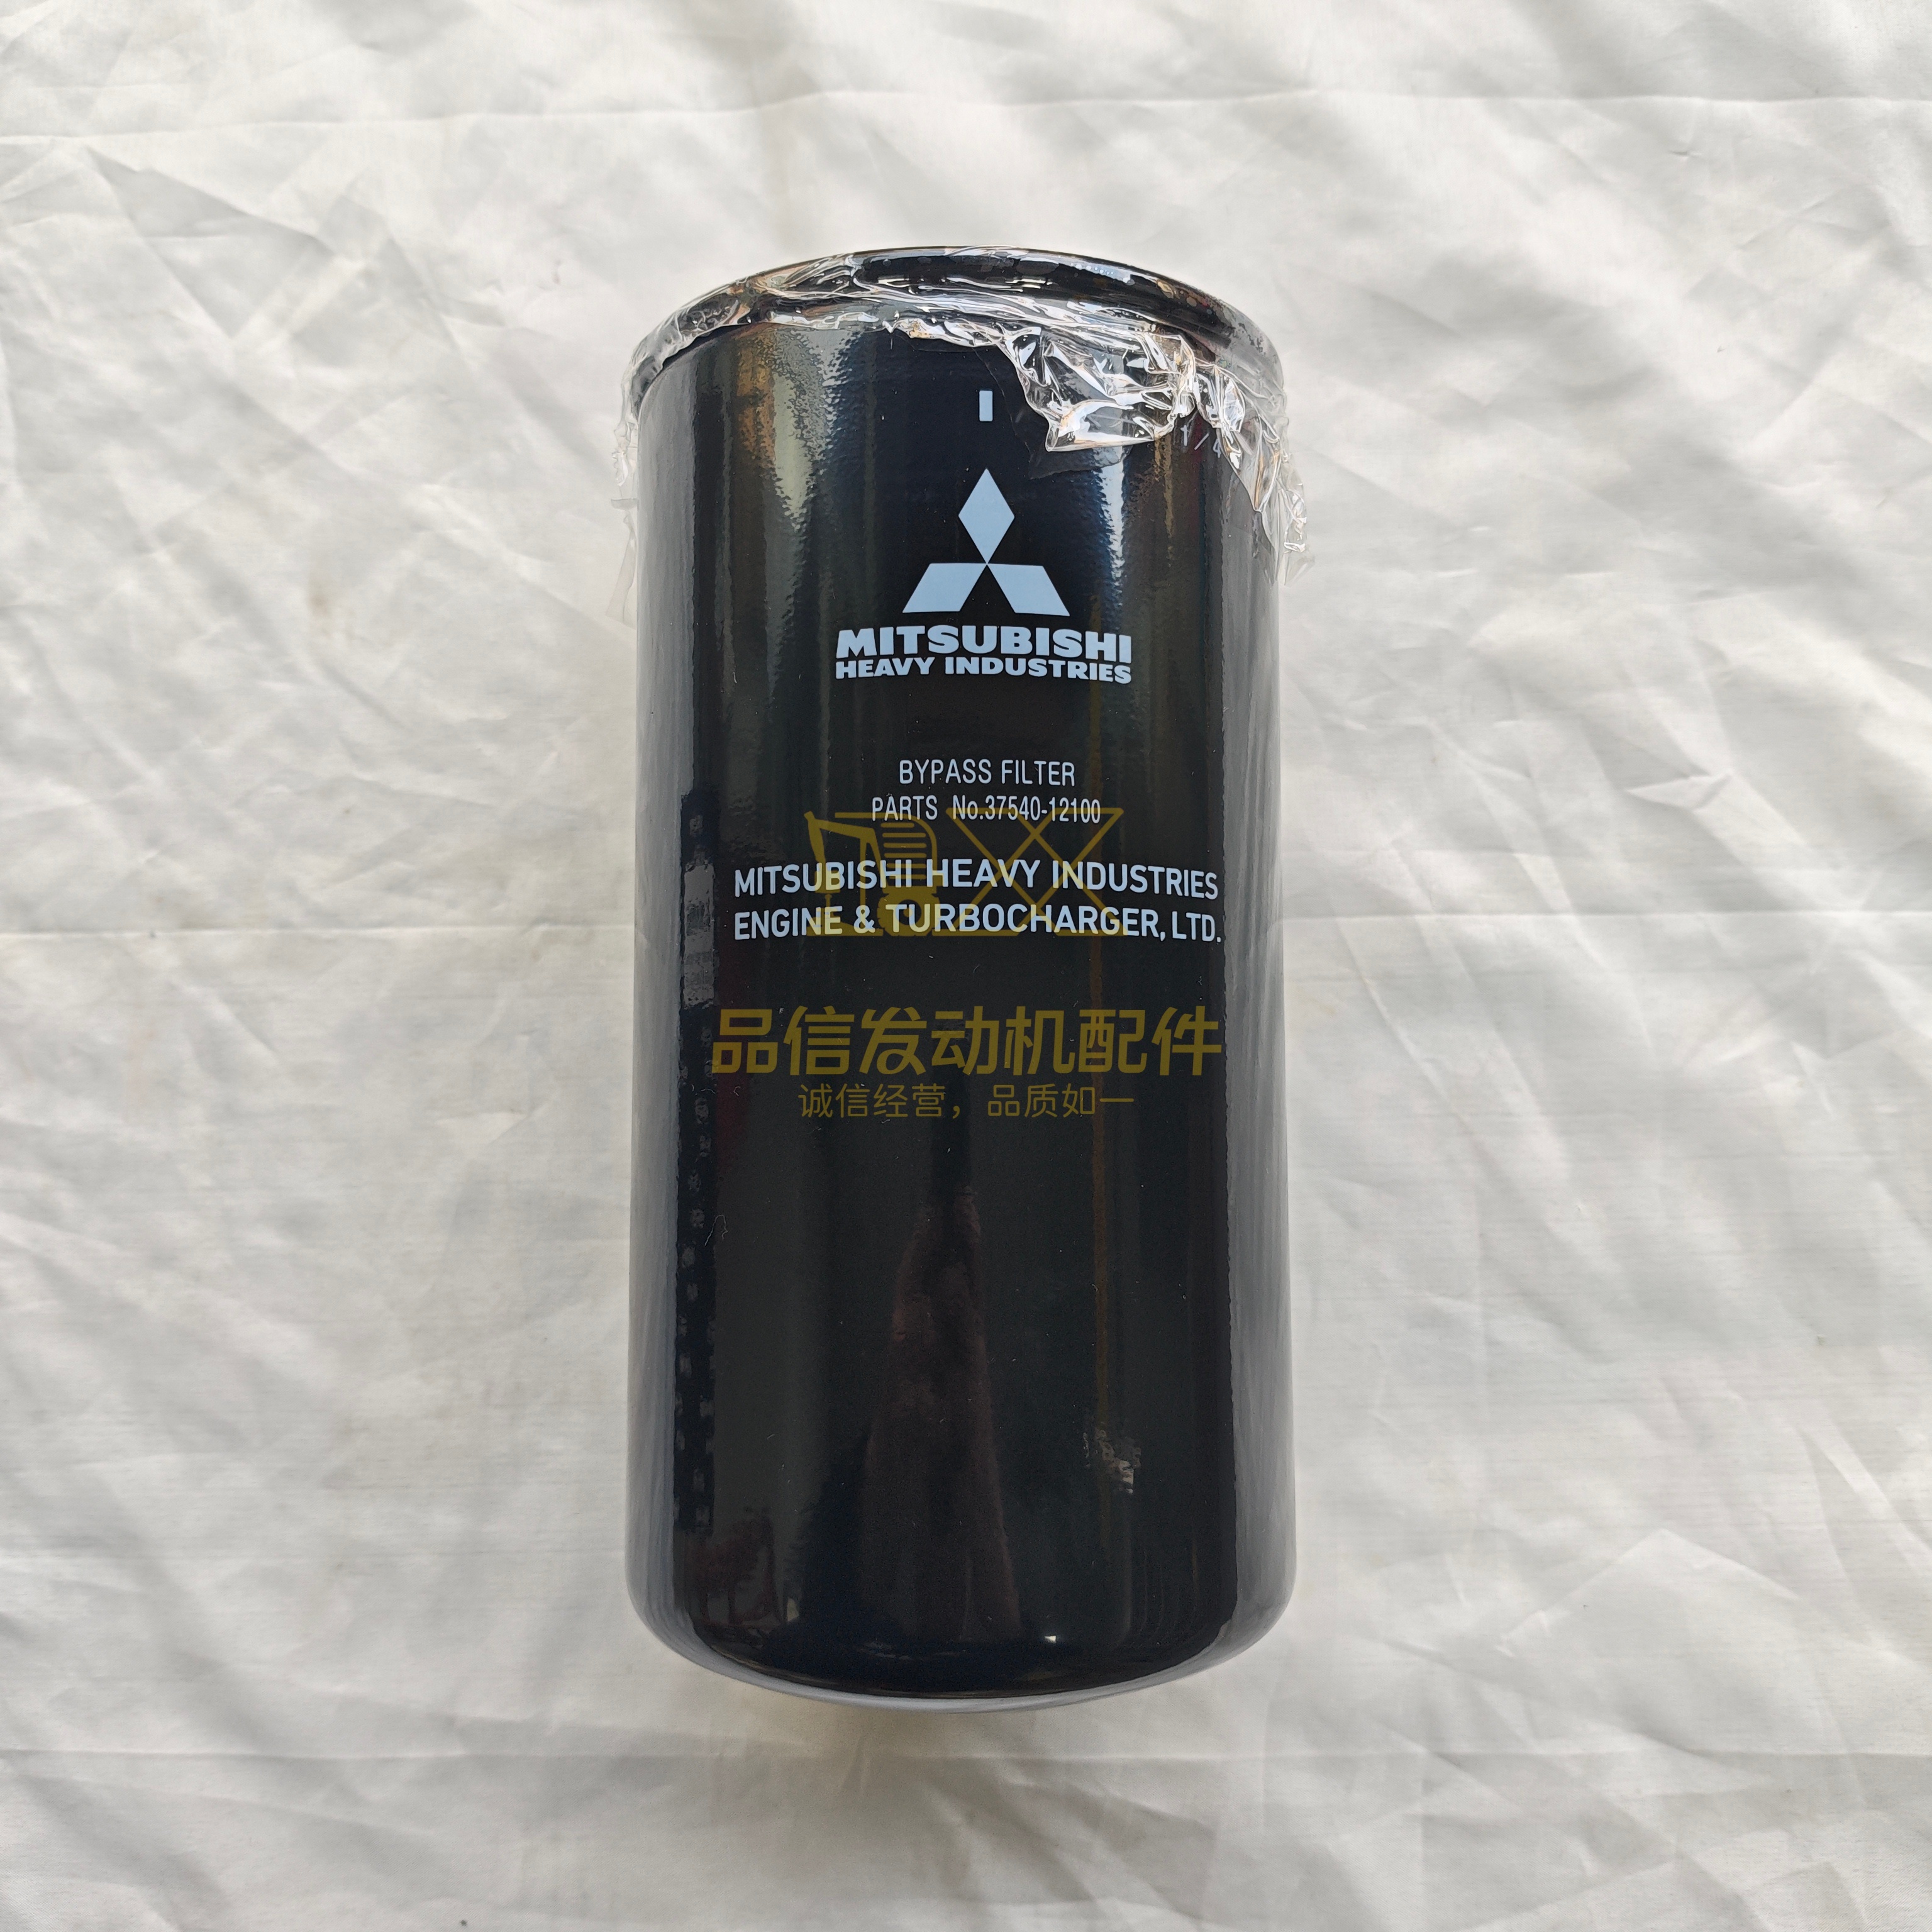 MITSUBISHI
HEAVY INDUSTRIES
BYPASS FILTER
PARTS No.37540-12100
MITSUBISHI HEAVY INDUSTRIES
ENGINE & TURBOCHARGER, LTD.
品信发动机配件
诚信经营，品质如一